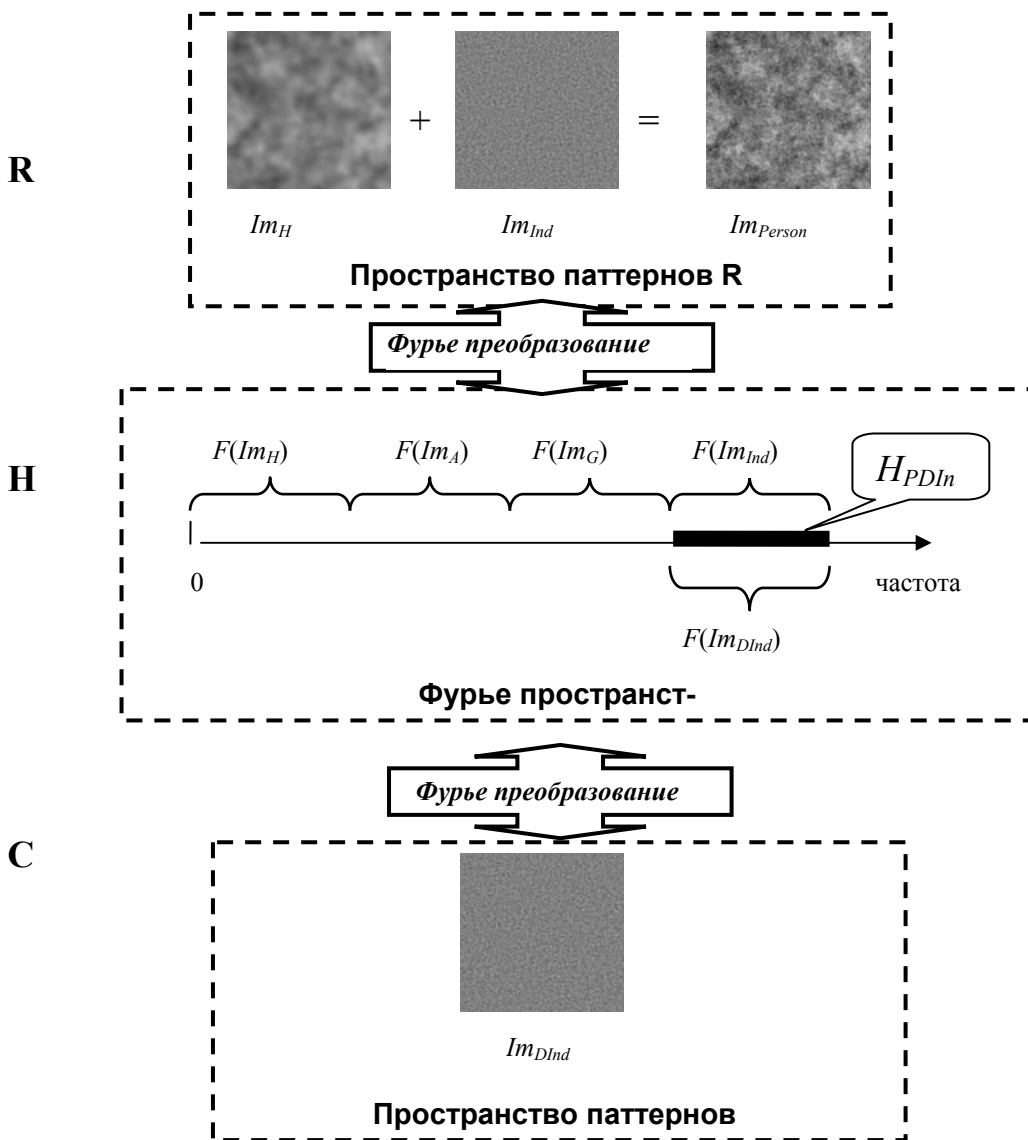 + =
R
Im_H Im_Ind Im_Person
Пространство паттернов R
Фурье преобразование
F(Im_H) F(Im_A) F(Im_G) F(Im_Ind)
H_PDIn
H
0 частота
F(Im_DInd)
Фурье пространст-
Фурье преобразование
C
Im_DInd
Пространство паттернов